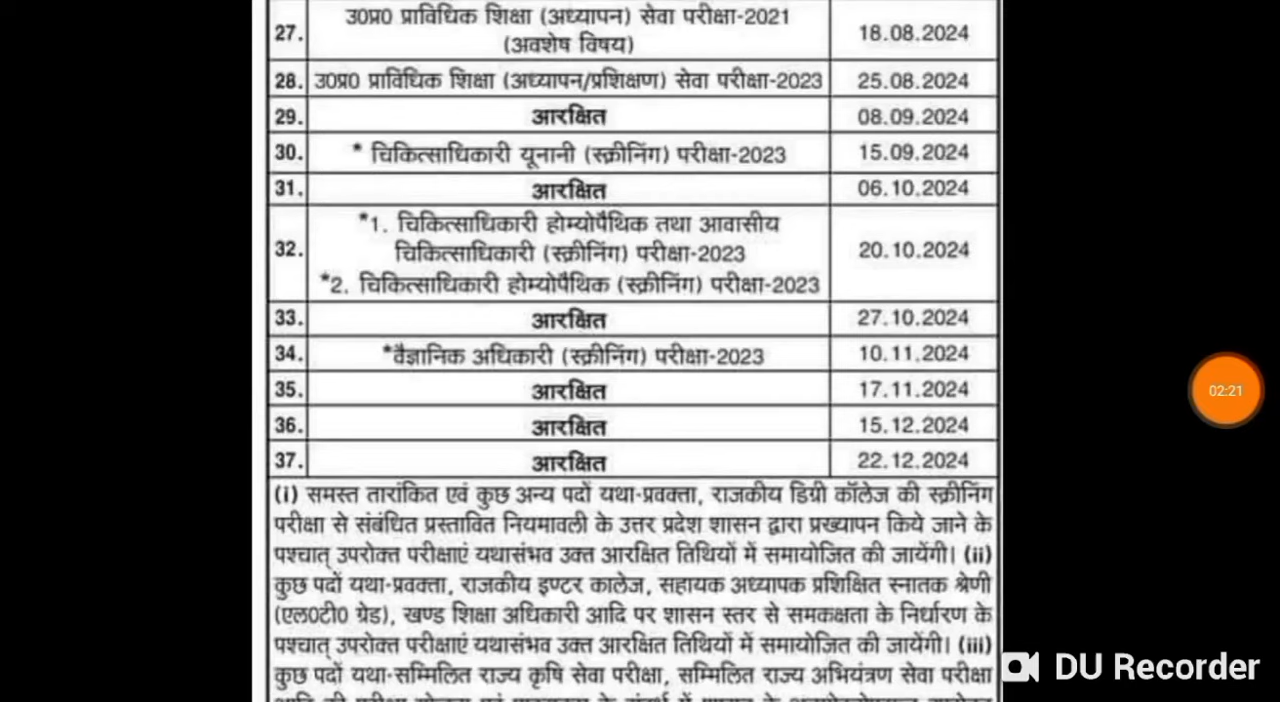 27. उ0प्र0 प्राविधिक शिक्षा (अध्यापन) सेवा परीक्षा-2021 18.08.2024
(अवशेष विषय)
28. उ0प्र0 प्राविधिक शिक्षा (अध्यापन/प्रशिक्षण) सेवा परीक्षा-2023 25.08.2024
29. आरक्षित 08.09.2024
30. * चिकित्साधिकारी यूनानी (स्क्रीनिंग) परीक्षा-2023 15.09.2024
31. आरक्षित 06.10.2024
32. *1. चिकित्साधिकारी होम्योपैथिक तथा आवासीय
चिकित्साधिकारी (स्क्रीनिंग) परीक्षा-2023 20.10.2024
*2. चिकित्साधिकारी होम्योपैथिक (स्क्रीनिंग) परीक्षा-2023
33. आरक्षित 27.10.2024
34. *वैज्ञानिक अधिकारी (स्क्रीनिंग) परीक्षा-2023 10.11.2024
35. आरक्षित 17.11.2024
36. आरक्षित 15.12.2024
37. आरक्षित 22.12.2024
(i) समस्त तारांकित एवं कुछ अन्य पदों यथा-प्रवक्ता, राजकीय डिग्री कॉलेज की स्क्रीनिंग
परीक्षा से संबंधित प्रस्तावित नियमावली के उत्तर प्रदेश शासन द्वारा प्रख्यापन किये जाने के
पश्चात् उपरोक्त परीक्षाएं यथासंभव उक्त आरक्षित तिथियों में समायोजित की जायेंगी। (ii)
कुछ पदों यथा-प्रवक्ता, राजकीय इण्टर कालेज, सहायक अध्यापक प्रशिक्षित स्नातक श्रेणी
(एल0टी0 ग्रेड), खण्ड शिक्षा अधिकारी आदि पर शासन स्तर से समकक्षता के निर्धारण के
पश्चात् उपरोक्त परीक्षाएं यथासंभव उक्त आरक्षित तिथियों में समायोजित की जायेंगी। (iii)
कुछ पदों यथा-सम्मिलित राज्य कृषि सेवा परीक्षा, सम्मिलित राज्य अभियंत्रण सेवा परीक्षा
02:21
DU Recorder